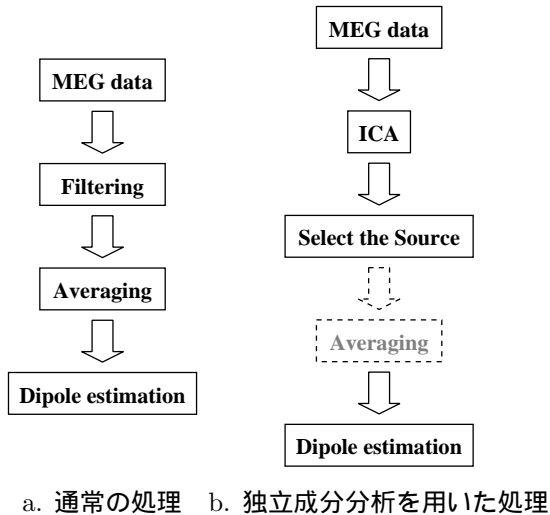 MEG data
Filtering
Averaging
Dipole estimation
MEG data
ICA
Select the Source
Averaging
Dipole estimation
a. 通常の処理 b. 独立成分分析を用いた処理